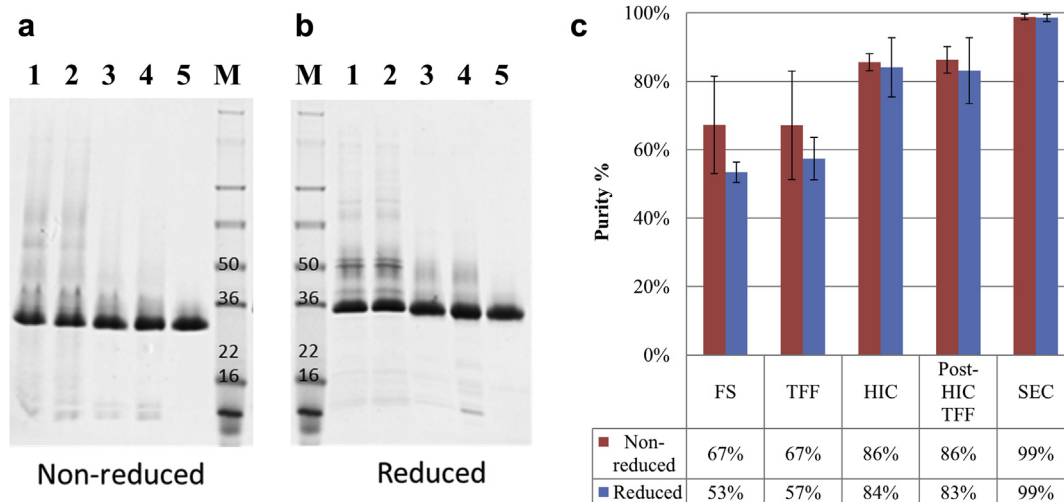 a
1 2 3 4 5 M
50
36
22
16
Non-reduced
b
M 1 2 3 4 5
50
36
22
16
Reduced
c
Purity %
100%
80%
60%
40%
20%
0%
FS TFF HIC Post-HIC TFF SEC
Non-reduced 67% 67% 86% 86% 99%
Reduced 53% 57% 84% 83% 99%